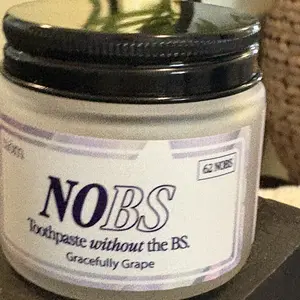 62 NOBS
NOBS
Toothpaste without the BS.
Gracefully Grape